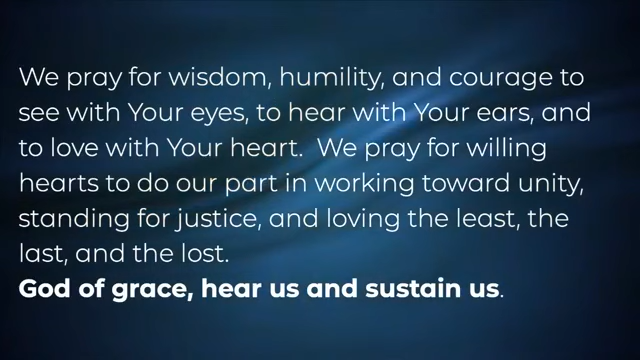 We pray for wisdom, humility, and courage to
see with Your eyes, to hear with Your ears, and
to love with Your heart.  We pray for willing
hearts to do our part in working toward unity,
standing for justice, and loving the least, the
last, and the lost.
God of grace, hear us and sustain us.